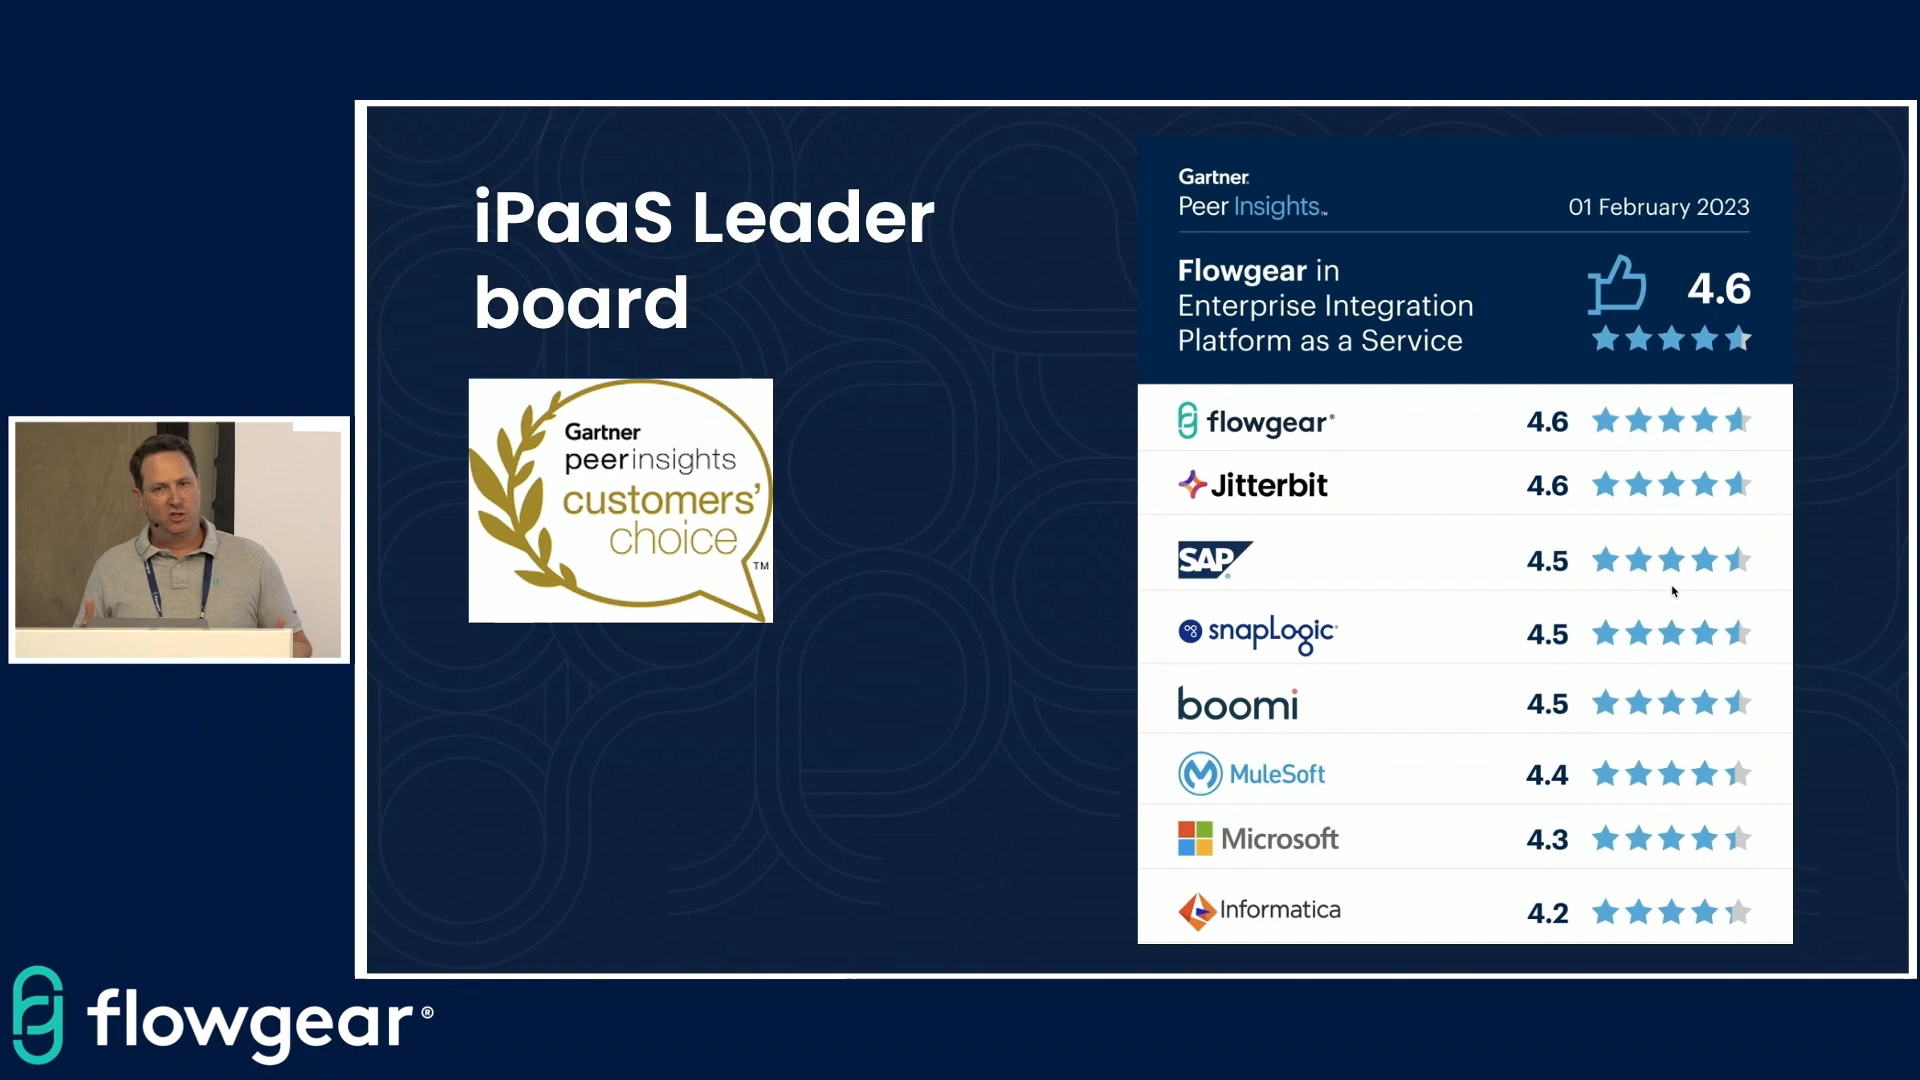 iPaaS Leader
board
Gartner
peerinsights
customers'
choice
TM
Gartner.
Peer Insights™
01 February 2023
Flowgear in
Enterprise Integration
Platform as a Service
4.6
flowgear® 4.6
Jitterbit 4.6
SAP® 4.5
snapLogic 4.5
boomi 4.5
MuleSoft 4.4
Microsoft 4.3
Informatica 4.2
flowgear®